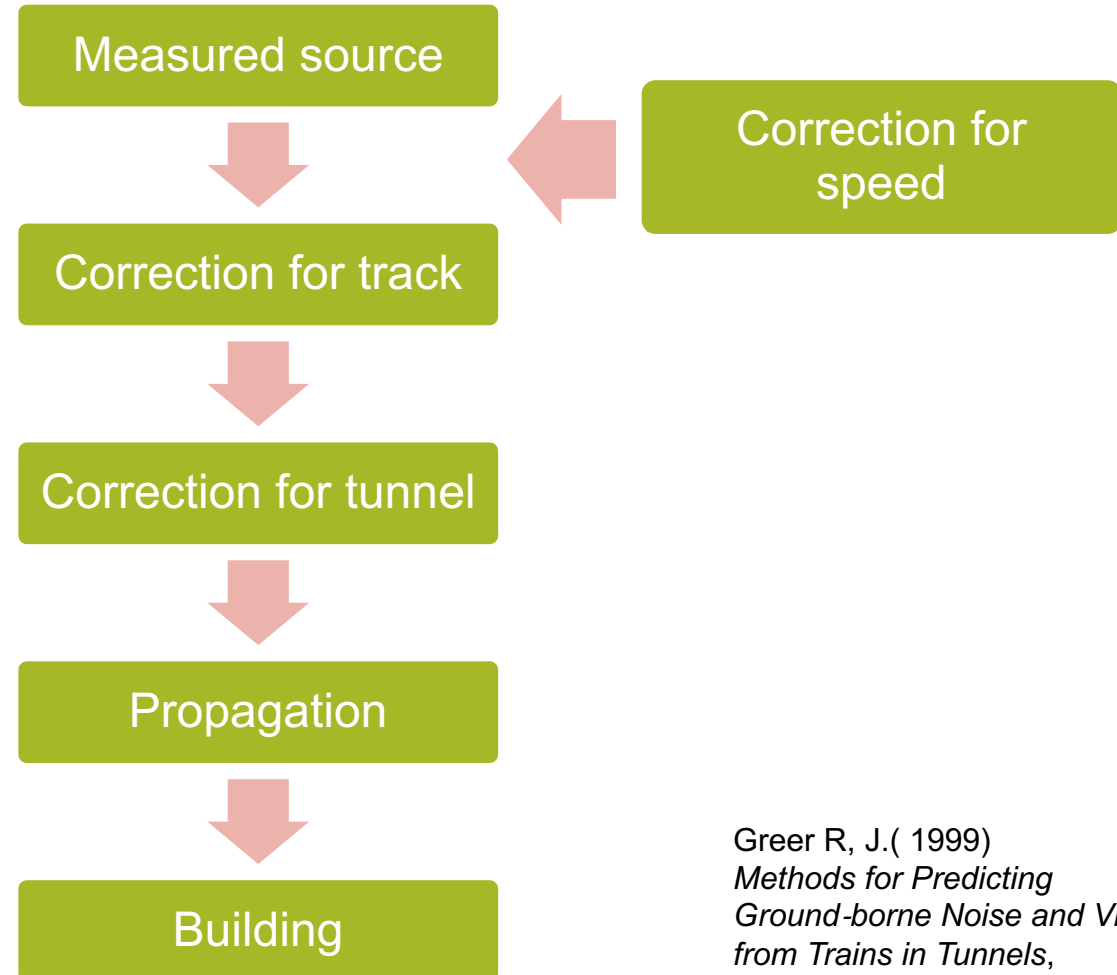 Measured source
Correction for
speed
Correction for track
Correction for tunnel
Propagation
Building
Greer R, J.( 1999)
Methods for Predicting
Ground-borne Noise and
from Trains in Tunnels,